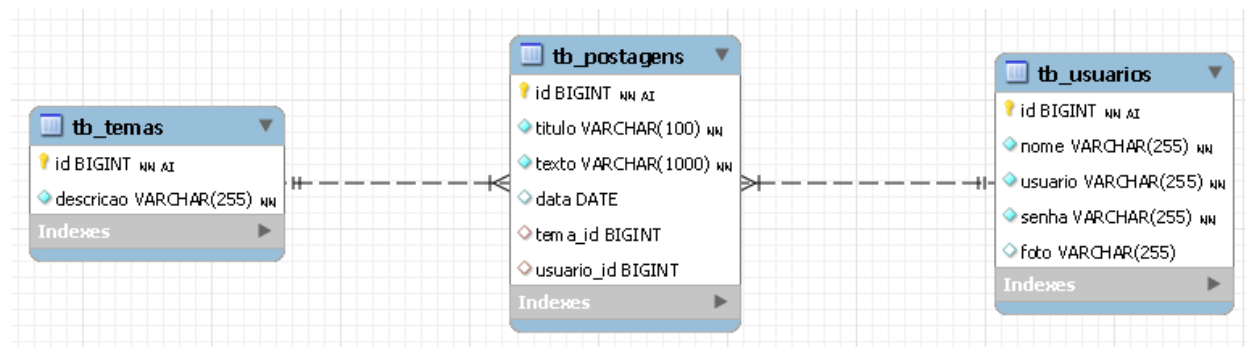 tb_temas
id BIGINT NN AI
descricao VARCHAR(255) NN
Indexes
tb_postagens
id BIGINT NN AI
titulo VARCHAR(100) NN
texto VARCHAR(1000) NN
data DATE
tema_id BIGINT
usuario_id BIGINT
Indexes
tb_usuarios
id BIGINT NN AI
nome VARCHAR(255) NN
usuario VARCHAR(255) NN
senha VARCHAR(255) NN
foto VARCHAR(255)
Indexes